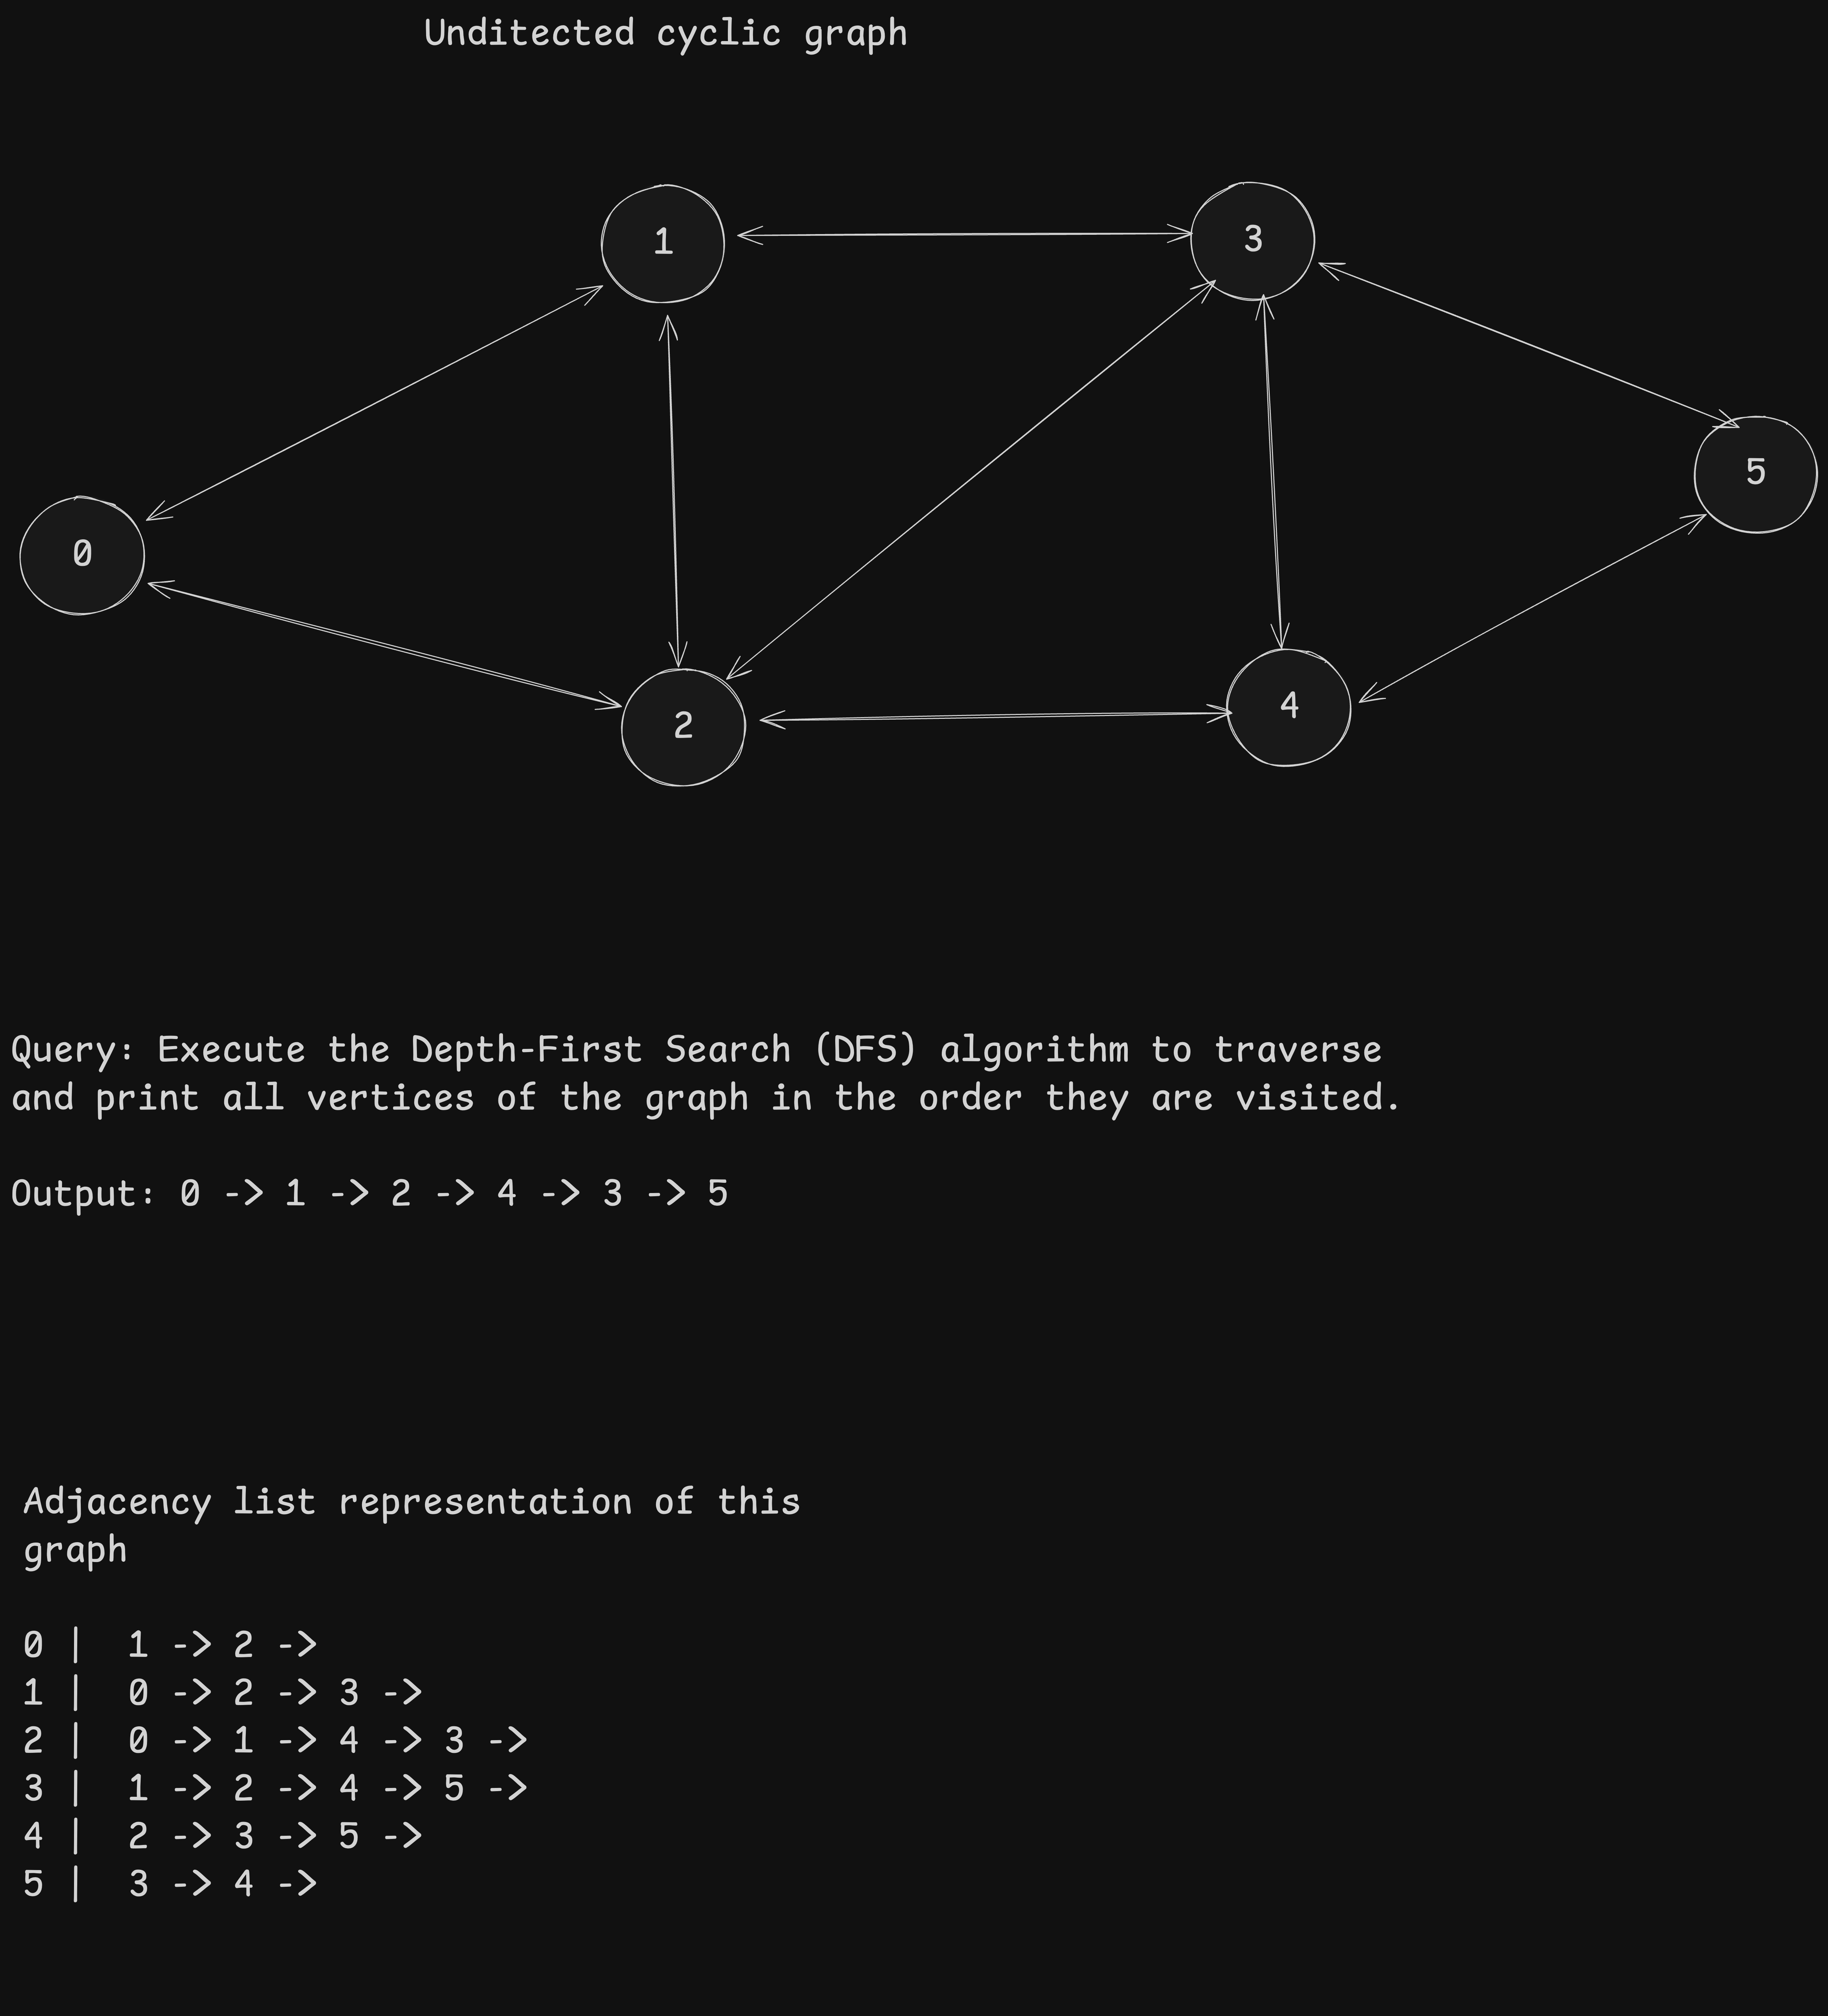 Unditected cyclic graph
1
3
5
0
2
4
Query: Execute the Depth-First Search (DFS) algorithm to traverse
and print all vertices of the graph in the order they are visited.
Output: 0 -> 1 -> 2 -> 4 -> 3 -> 5
Adjacency list representation of this
graph
0 | 1 -> 2 ->
1 | 0 -> 2 -> 3 ->
2 | 0 -> 1 -> 4 -> 3 ->
3 | 1 -> 2 -> 4 -> 5 ->
4 | 2 -> 3 -> 5 ->
5 | 3 -> 4 ->